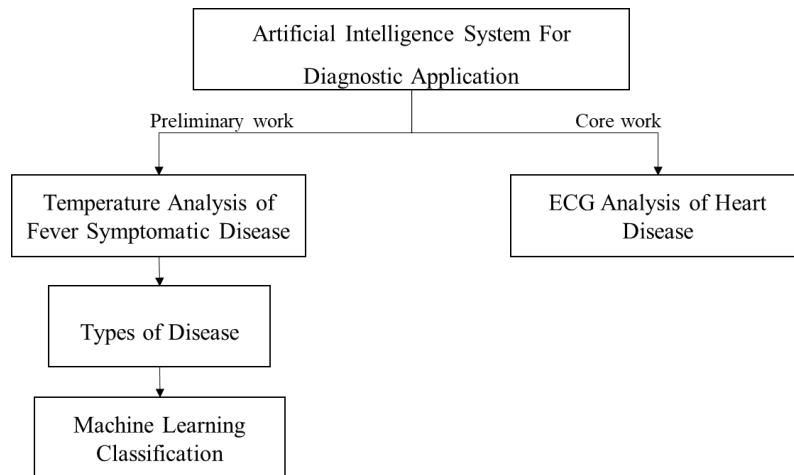 Artificial Intelligence System For
Diagnostic Application
Preliminary work
Core work
Temperature Analysis of
Fever Symptomatic Disease
ECG Analysis of Heart
Disease
Types of Disease
Machine Learning
Classification